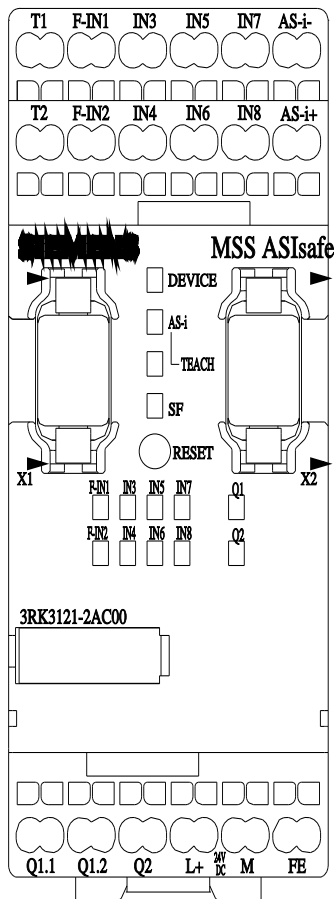 T1 F-IN1 IN3 IN5 IN7 AS-i-
T2 F-IN2 IN4 IN6 IN8 AS-i+
MSS ASIsafe
DEVICE
AS-i
TEACH
SF
RESET
X1 X2
F-IN1 IN3 IN5 IN7 Q1
F-IN2 IN4 IN6 IN8 Q2
3RK3121-2AC00
Q1.1 Q1.2 Q2 L+ 24V DC M FE